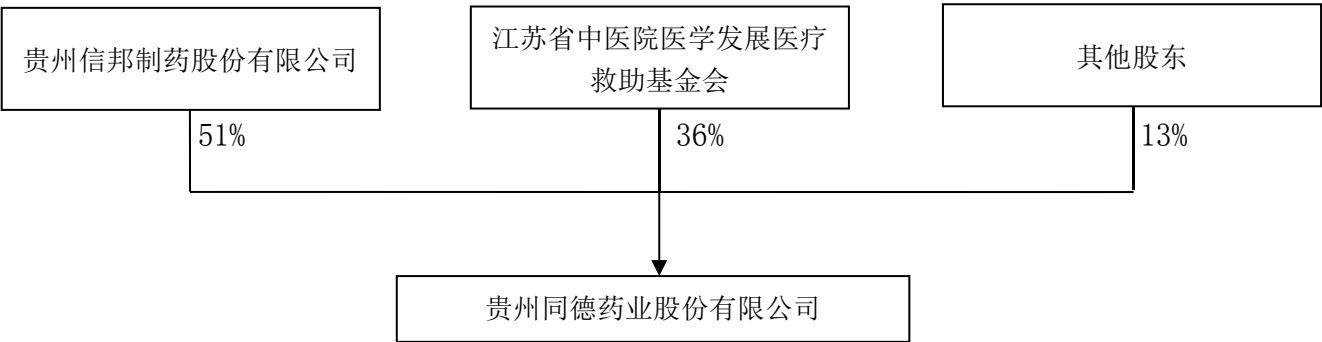 贵州信邦制药股份有限公司
江苏省中医院医学发展医疗
救助基金会
其他股东
51%
36%
13%
贵州同德药业股份有限公司